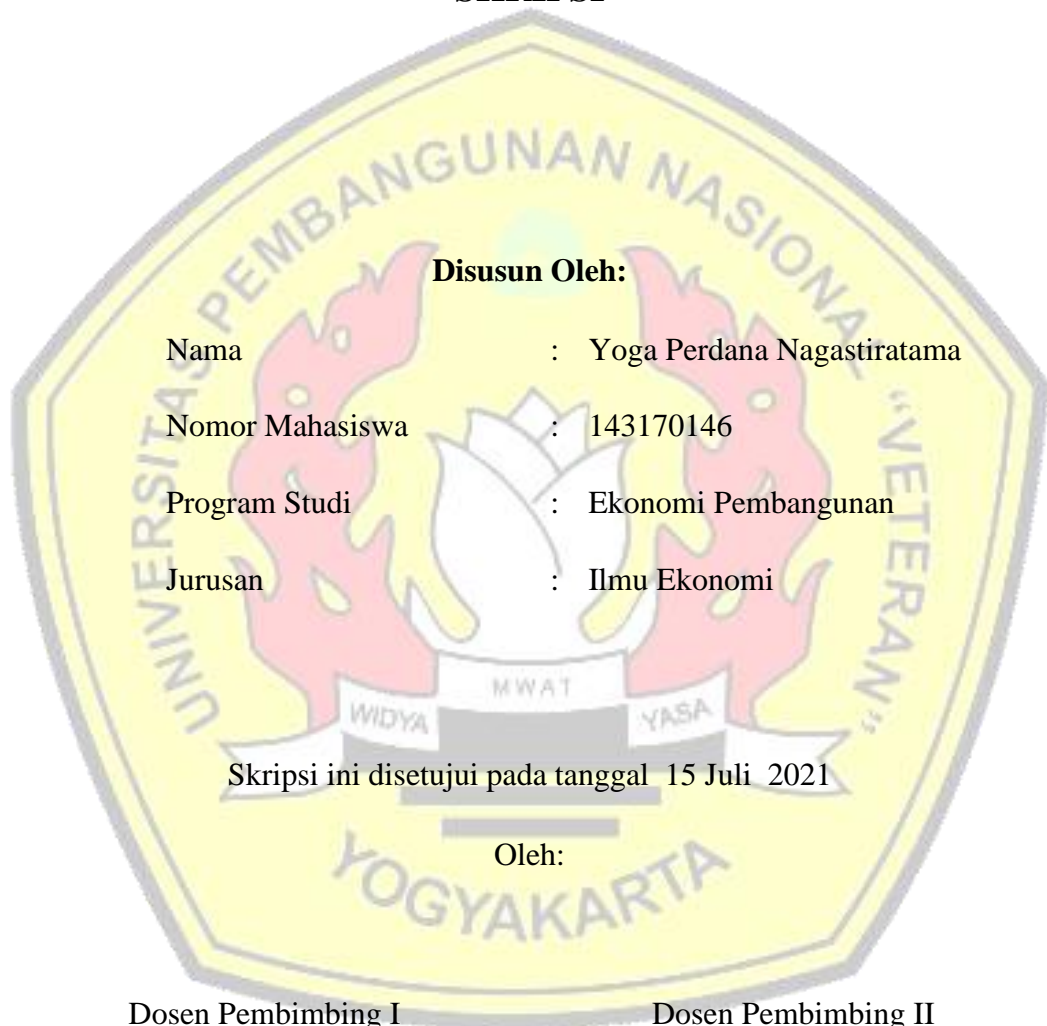 SKRIPSI
UNIVERSITAS PEMBANGUNAN NASIONAL “VETERAN”
Disusun Oleh:
Nama : Yoga Perdana Nagastiratama
Nomor Mahasiswa : 143170146
Program Studi : Ekonomi Pembangunan
Jurusan : Ilmu Ekonomi
WIDYA MWAT YASA
Skripsi ini disetujui pada tanggal 15 Juli 2021
Oleh:
YOGYAKARTA
Dosen Pembimbing I Dosen Pembimbing II